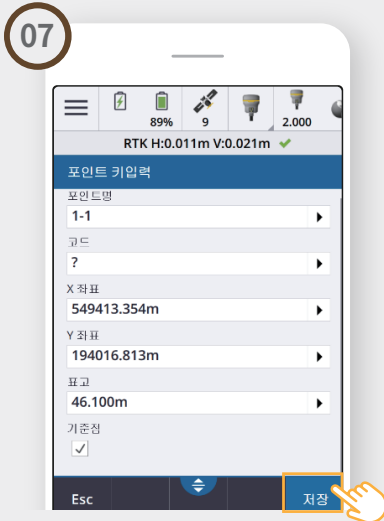 07
89%
9
2.000
RTK H:0.011m V:0.021m
포인트 키입력
포인트명
1-1
코드
?
X 좌표
549413.354m
Y 좌표
194016.813m
표고
46.100m
기준점
Esc
저장